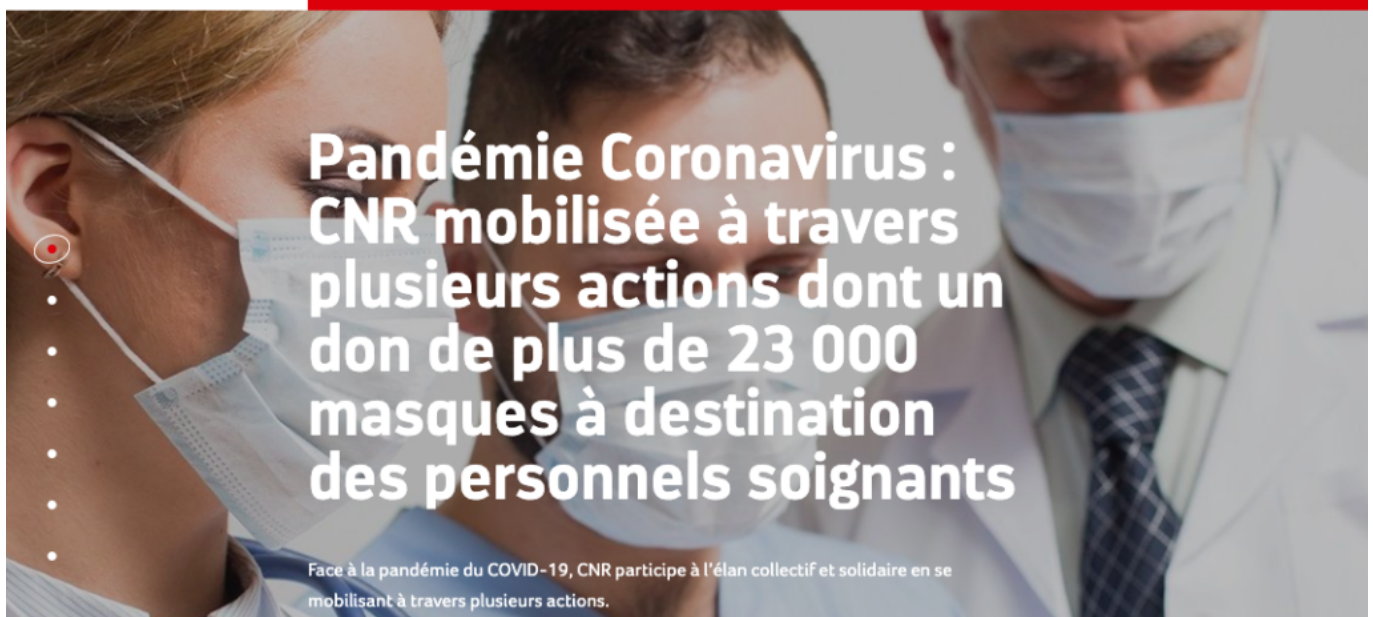 Pandémie Coronavirus :
CNR mobilisée à travers
plusieurs actions dont un
don de plus de 23 000
masques à destination
des personnels soignants
Face à la pandémie du COVID-19, CNR participe à l'élan collectif et solidaire en se
mobilisant à travers plusieurs actions.